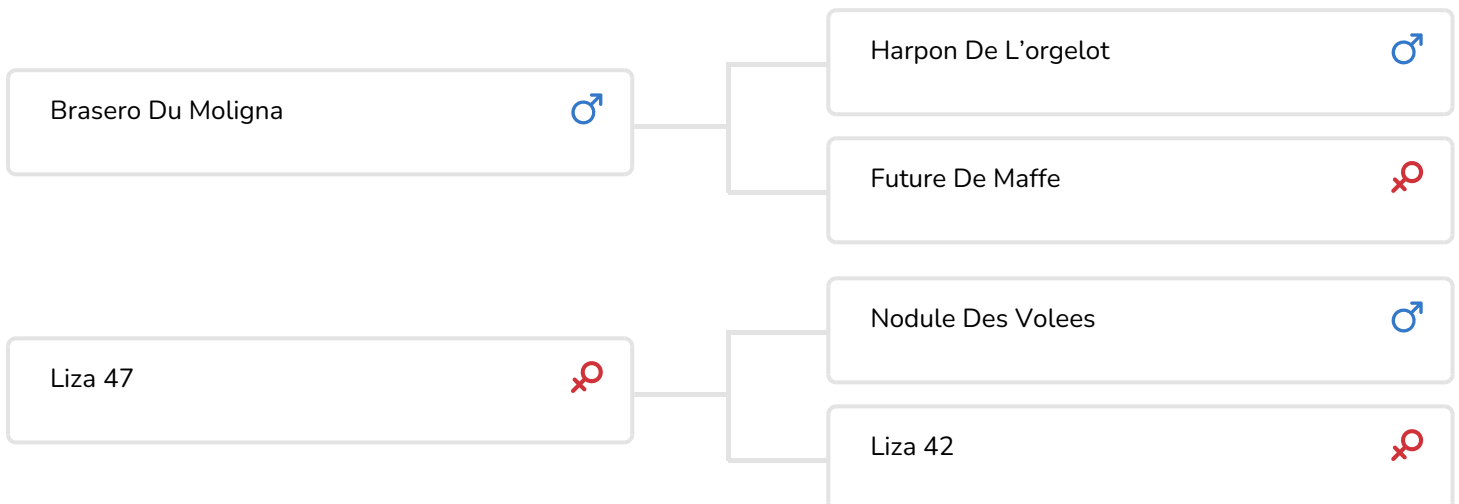 Harpon De L’orgelot
Brasero Du Moligna
Future De Maffe
Nodule Des Volees
Liza 47
Liza 42